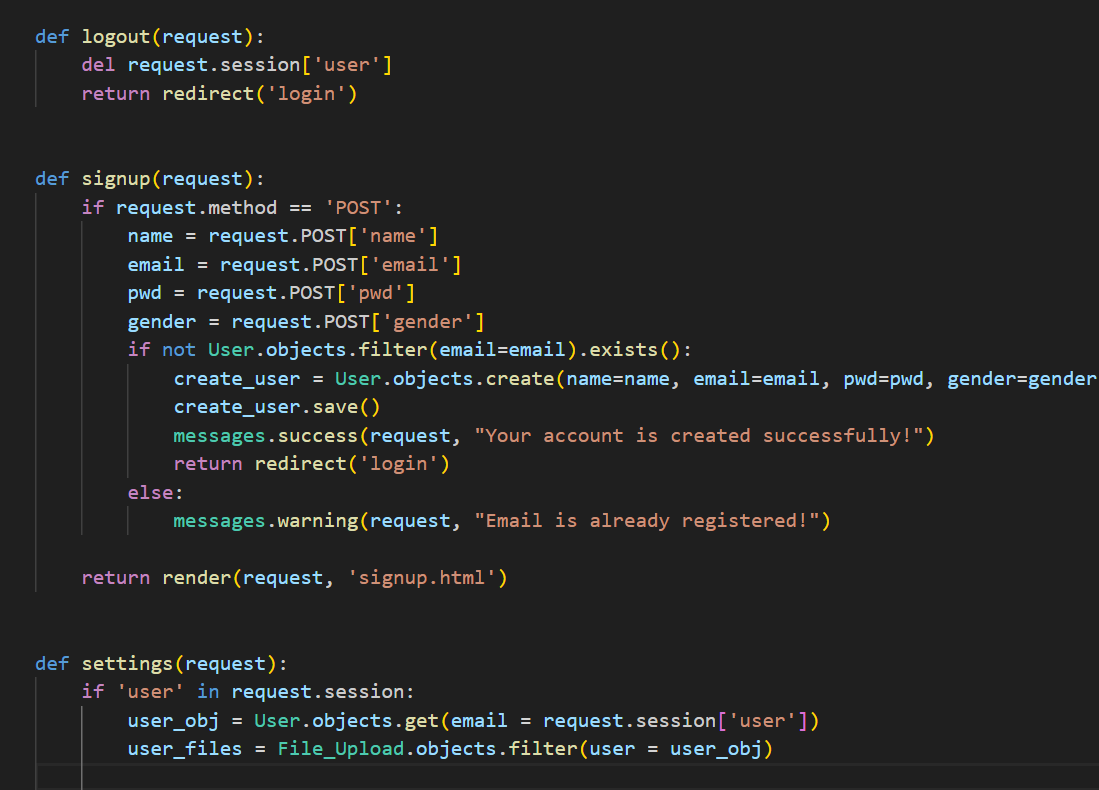 def logout(request):
    del request.session['user']
    return redirect('login')
def signup(request):
    if request.method == 'POST':
        name = request.POST['name']
        email = request.POST['email']
        pwd = request.POST['pwd']
        gender = request.POST['gender']
        if not User.objects.filter(email=email).exists():
            create_user = User.objects.create(name=name, email=email, pwd=pwd, gender=gender
            create_user.save()
            messages.success(request, "Your account is created successfully!")
            return redirect('login')
        else:
            messages.warning(request, "Email is already registered!")
    return render(request, 'signup.html')
def settings(request):
    if 'user' in request.session:
        user_obj = User.objects.get(email = request.session['user'])
        user_files = File_Upload.objects.filter(user = user_obj)